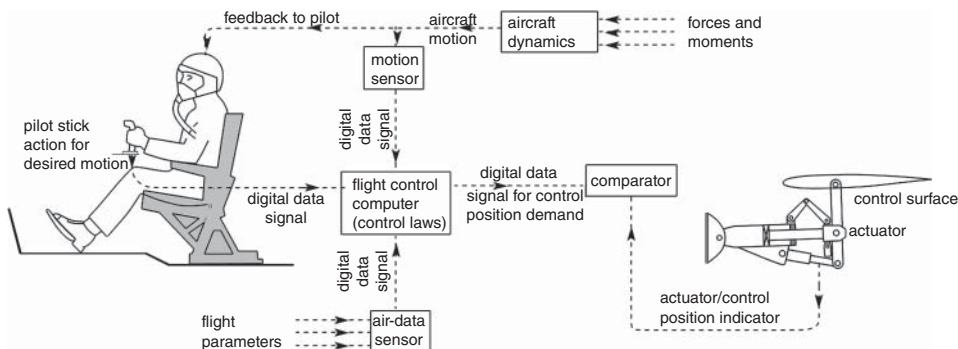 feedback to pilot
aircraft
motion
aircraft
dynamics
forces and
moments
motion
sensor
pilot stick
action for
desired motion
digital
data
signal
digital data
signal
flight control
computer
(control laws)
digital data
signal for control
position demand
comparator
control surface
actuator
digital
data
signal
actuator/control
position indicator
flight
parameters
air-data
sensor